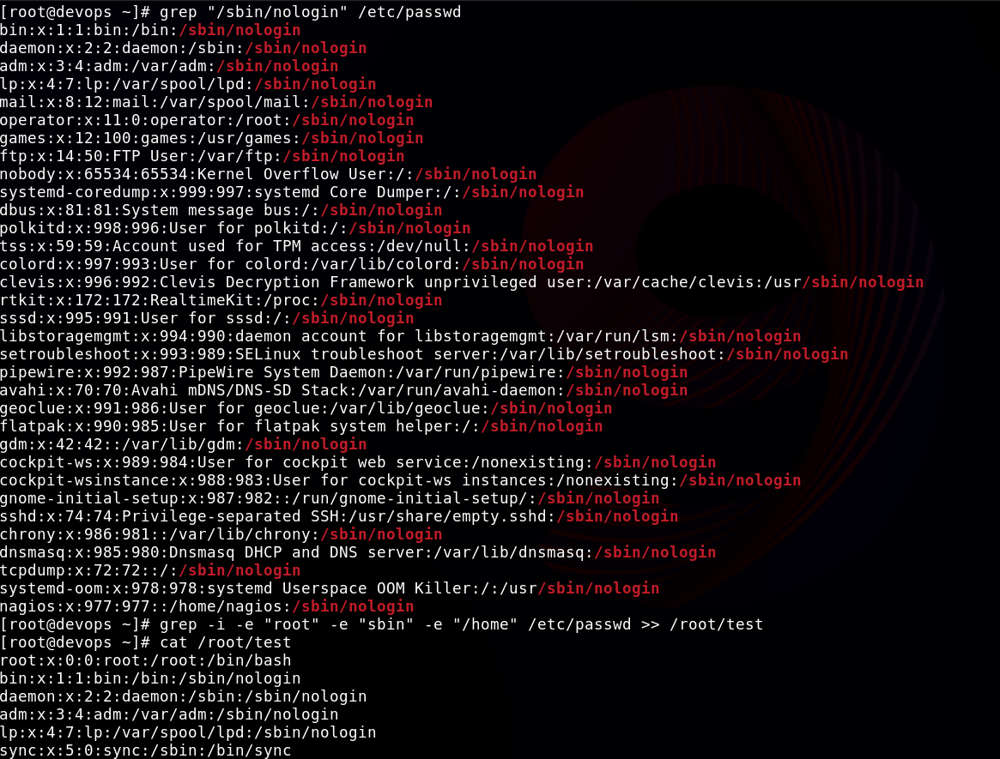 [root@devops ~]# grep "/sbin/nologin" /etc/passwd
bin:x:1:1:bin:/bin:/sbin/nologin
daemon:x:2:2:daemon:/sbin:/sbin/nologin
adm:x:3:4:adm:/var/adm:/sbin/nologin
lp:x:4:7:lp:/var/spool/lpd:/sbin/nologin
mail:x:8:12:mail:/var/spool/mail:/sbin/nologin
operator:x:11:0:operator:/root:/sbin/nologin
games:x:12:100:games:/usr/games:/sbin/nologin
ftp:x:14:50:FTP User:/var/ftp:/sbin/nologin
nobody:x:65534:65534:Kernel Overflow User:/:/sbin/nologin
systemd-coredump:x:999:997:systemd Core Dumper:/:/sbin/nologin
dbus:x:81:81:System message bus:/:/sbin/nologin
polkitd:x:998:996:User for polkitd:/:/sbin/nologin
tss:x:59:59:Account used for TPM access:/dev/null:/sbin/nologin
colord:x:997:993:User for colord:/var/lib/colord:/sbin/nologin
clevis:x:996:992:Clevis Decryption Framework unprivileged user:/var/cache/clevis:/usr/sbin/nologin
rtkit:x:172:172:RealtimeKit:/proc:/sbin/nologin
sssd:x:995:991:User for sssd:/:/sbin/nologin
libstoragemgmt:x:994:990:daemon account for libstoragemgmt:/var/run/lsm:/sbin/nologin
setroubleshoot:x:993:989:SELinux troubleshoot server:/var/lib/setroubleshoot:/sbin/nologin
pipewire:x:992:987:PipeWire System Daemon:/var/run/pipewire:/sbin/nologin
avahi:x:70:70:Avahi mDNS/DNS-SD Stack:/var/run/avahi-daemon:/sbin/nologin
geoclue:x:991:986:User for geoclue:/var/lib/geoclue:/sbin/nologin
flatpak:x:990:985:User for flatpak system helper:/:/sbin/nologin
gdm:x:42:42::/var/lib/gdm:/sbin/nologin
cockpit-ws:x:989:984:User for cockpit web service:/nonexisting:/sbin/nologin
cockpit-wsinstance:x:988:983:User for cockpit-ws instances:/nonexisting:/sbin/nologin
gnome-initial-setup:x:987:982::/run/gnome-initial-setup/:/sbin/nologin
sshd:x:74:74:Privilege-separated SSH:/usr/share/empty.sshd:/sbin/nologin
chrony:x:986:981::/var/lib/chrony:/sbin/nologin
dnsmasq:x:985:980:Dnsmasq DHCP and DNS server:/var/lib/dnsmasq:/sbin/nologin
tcpdump:x:72:72::/:/sbin/nologin
systemd-oom:x:978:978:systemd Userspace OOM Killer:/:/usr/sbin/nologin
nagios:x:977:977::/home/nagios:/sbin/nologin
[root@devops ~]# grep -i -e "root" -e "sbin" -e "/home" /etc/passwd >> /root/test
[root@devops ~]# cat /root/test
root:x:0:0:root:/root:/bin/bash
bin:x:1:1:bin:/bin:/sbin/nologin
daemon:x:2:2:daemon:/sbin:/sbin/nologin
adm:x:3:4:adm:/var/adm:/sbin/nologin
lp:x:4:7:lp:/var/spool/lpd:/sbin/nologin
sync:x:5:0:sync:/sbin:/bin/sync